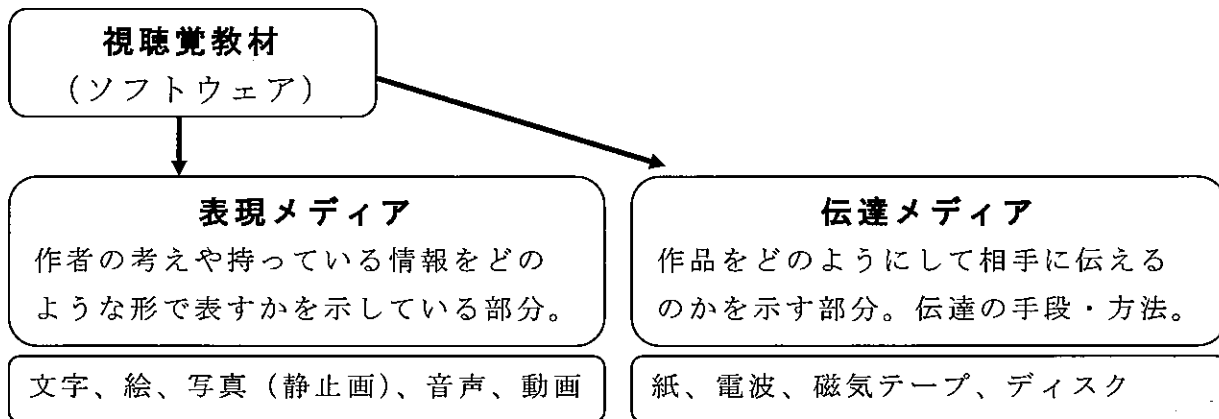 視聴覚教材
(ソフトウェア)
表現メディア
作者の考えや持っている情報をどの
ような形で表すかを示している部分。
文字、絵、写真(静止画)、音声、動画
伝達メディア
作品をどのようにして相手に伝える
のかを示す部分。伝達の手段・方法。
紙、電波、磁気テープ、ディスク